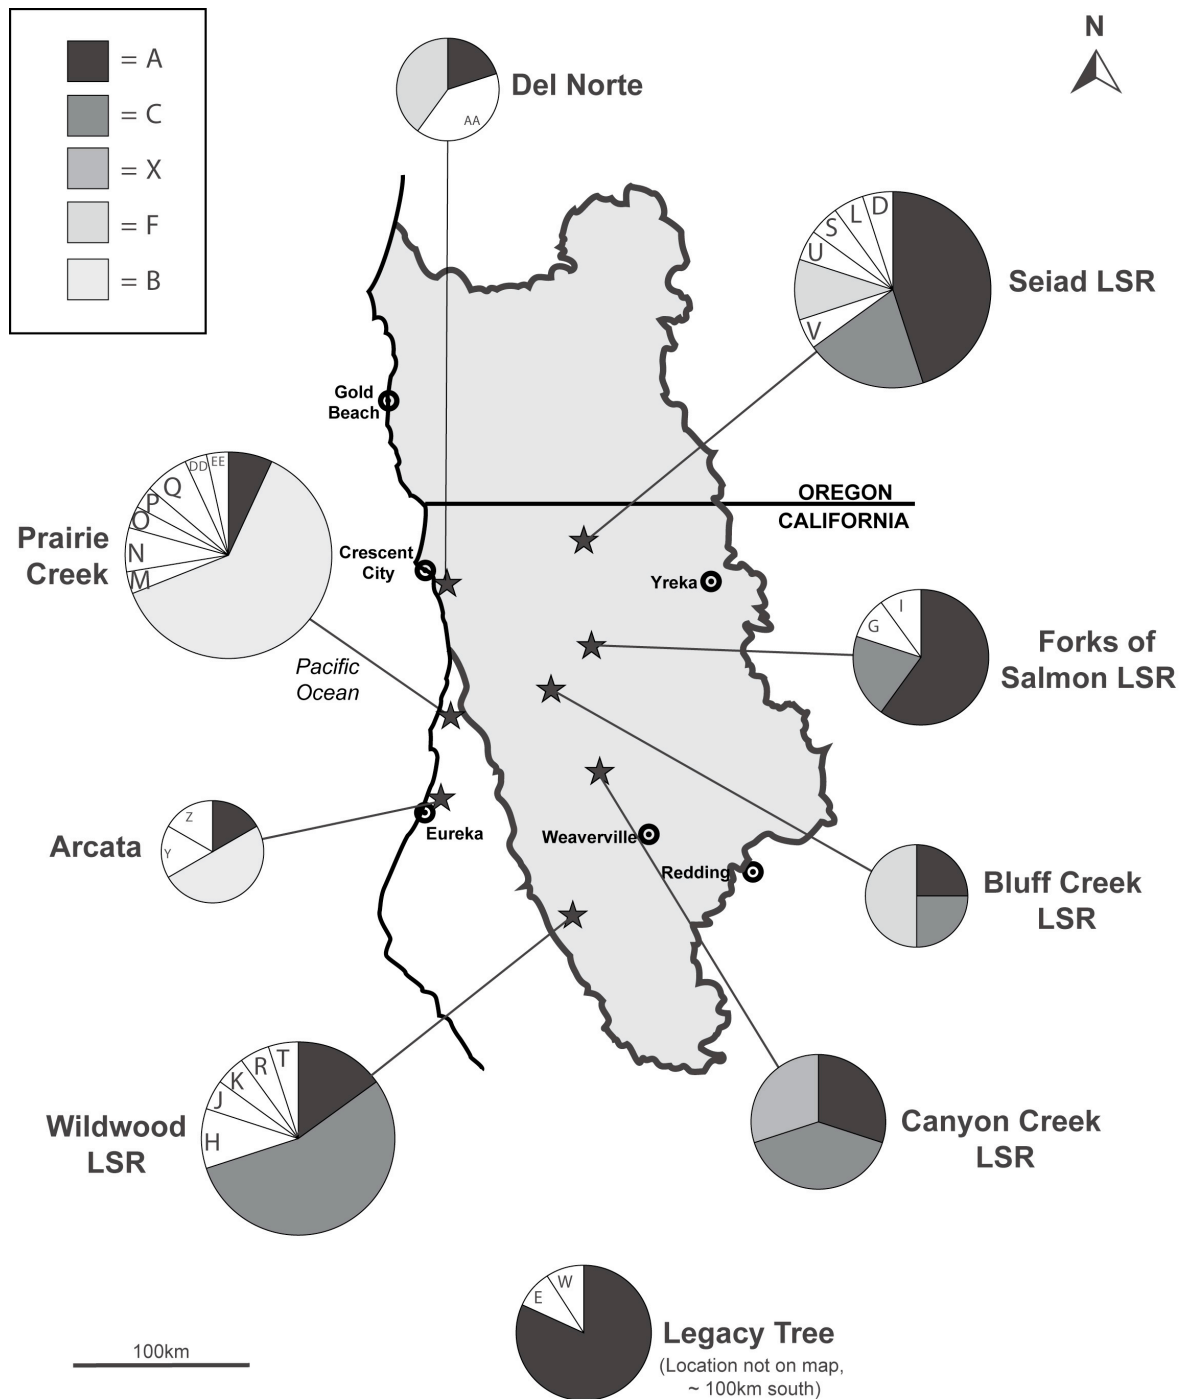 = A
= C
= X
= F
= B
N
Del Norte
AA
D
L
S
U
V
Seiad LSR
Gold
Beach
OREGON
CALIFORNIA
EE
DD
Q
P
O
N
M
Prairie
Creek
Crescent
City
Yreka
I
G
Forks of
Salmon LSR
Pacific
Ocean
Z
Y
Arcata
Eureka
Weaverville
Redding
Bluff Creek
LSR
T
R
K
J
H
Wildwood
LSR
Canyon Creek
LSR
W
E
Legacy Tree
(Location not on map,
~ 100km south)
100km